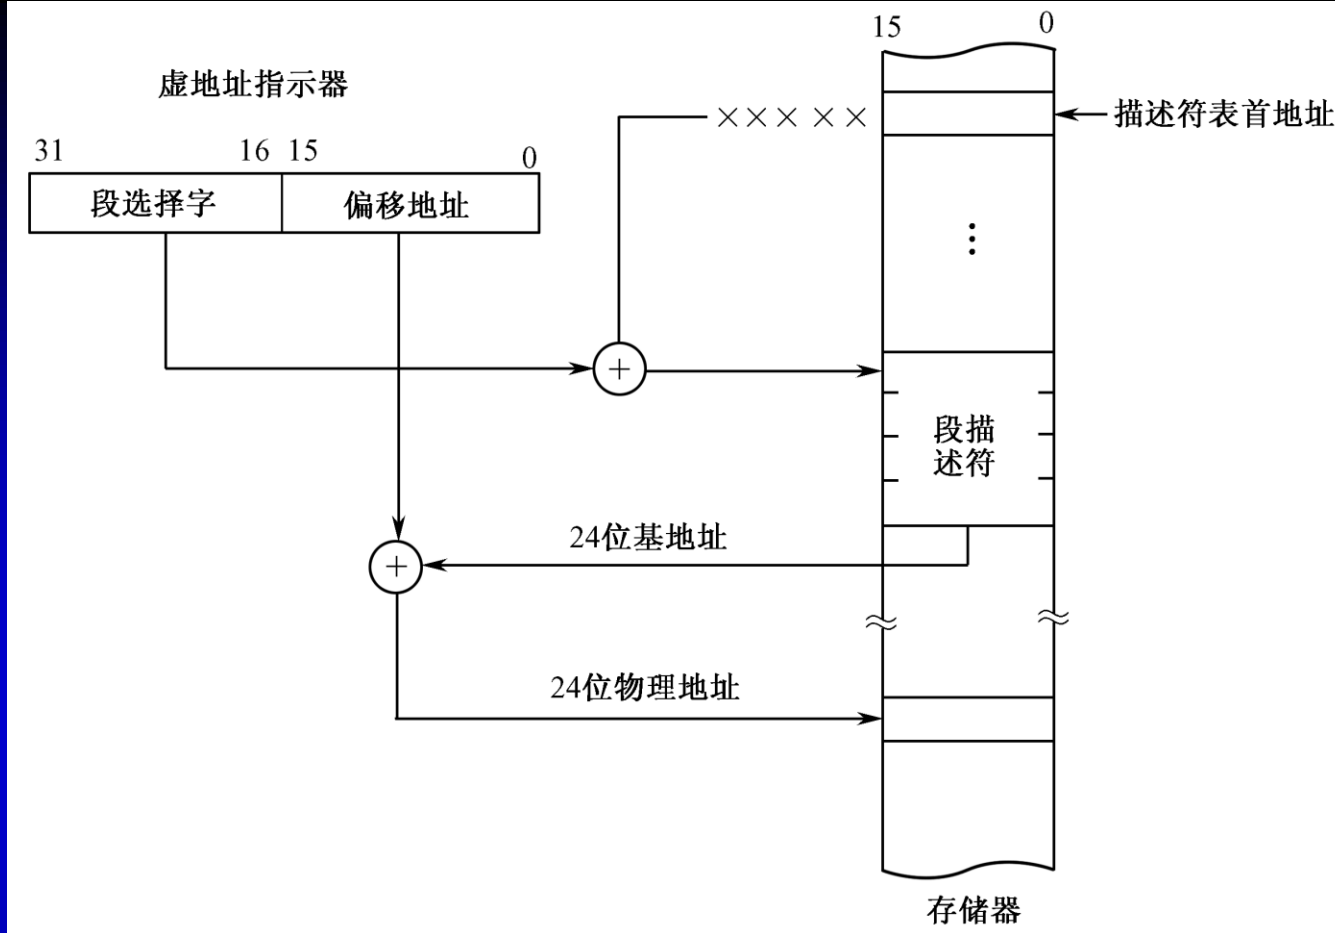 15 0
虚地址指示器
××× ×× 描述符表首地址
31 16 15 0
段选择字 偏移地址
+
段描
述符
24位基地址
+
24位物理地址
存储器